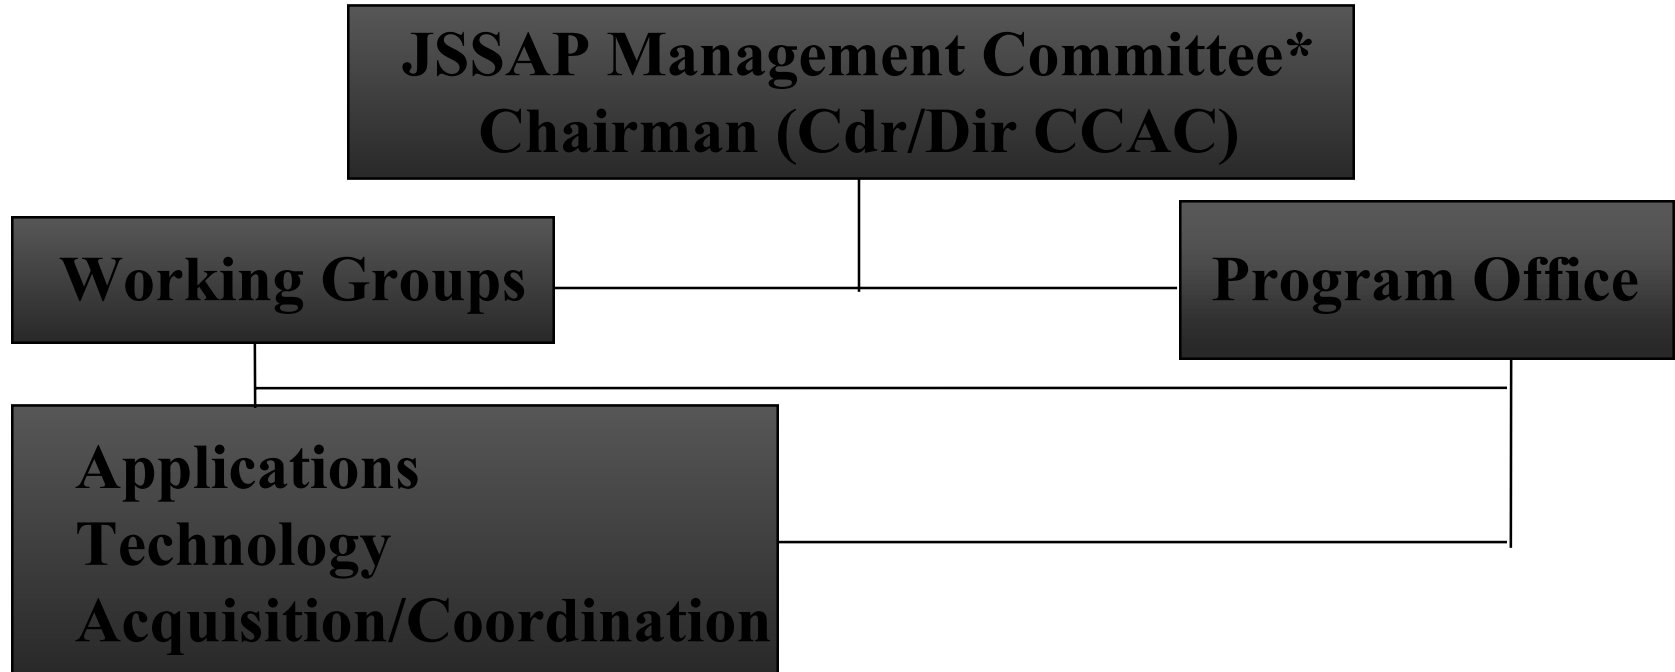 JSSAP Management Committee*
Chairman (Cdr/Dir CCAC)
Working Groups
Program Office
Applications
Technology
Acquisition/Coordination